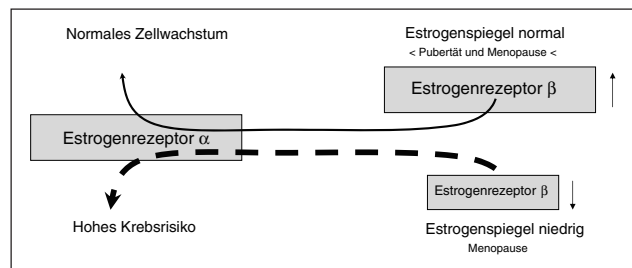 Normales Zellwachstum
Estrogenspiegel normal
< Pubertät und Menopause <
Estrogenrezeptor β
Estrogenrezeptor α
Estrogenrezeptor β
Hohes Krebsrisiko
Estrogenspiegel niedrig
Menopause